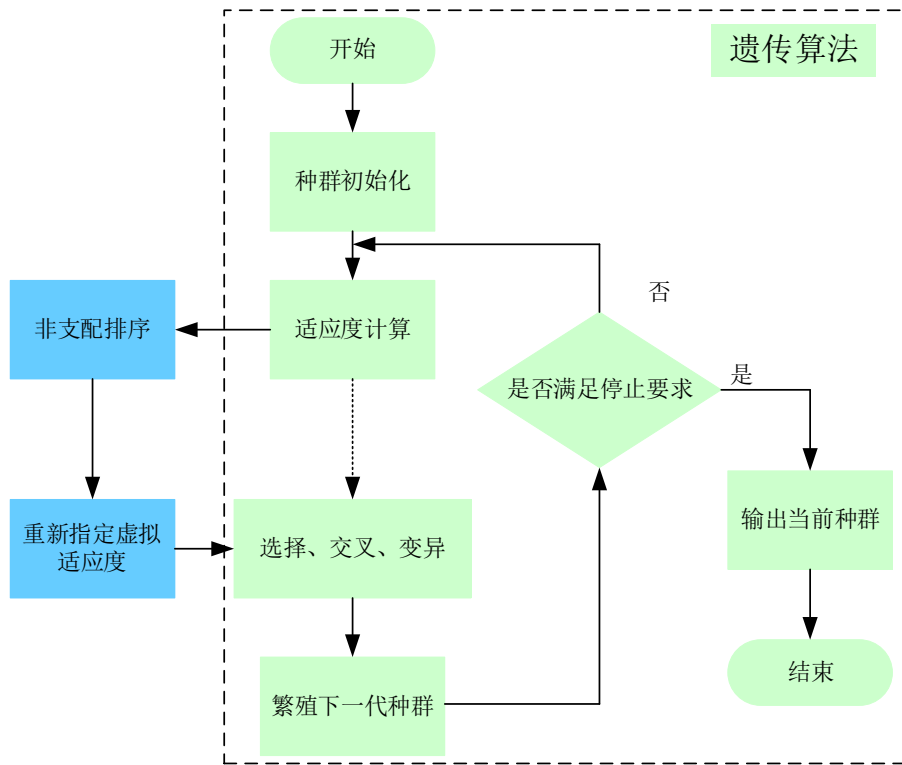 开始
遗传算法
种群初始化
否
非支配排序
适应度计算
是否满足停止要求
是
重新指定虚拟
适应度
选择、交叉、变异
输出当前种群
繁殖下一代种群
结束